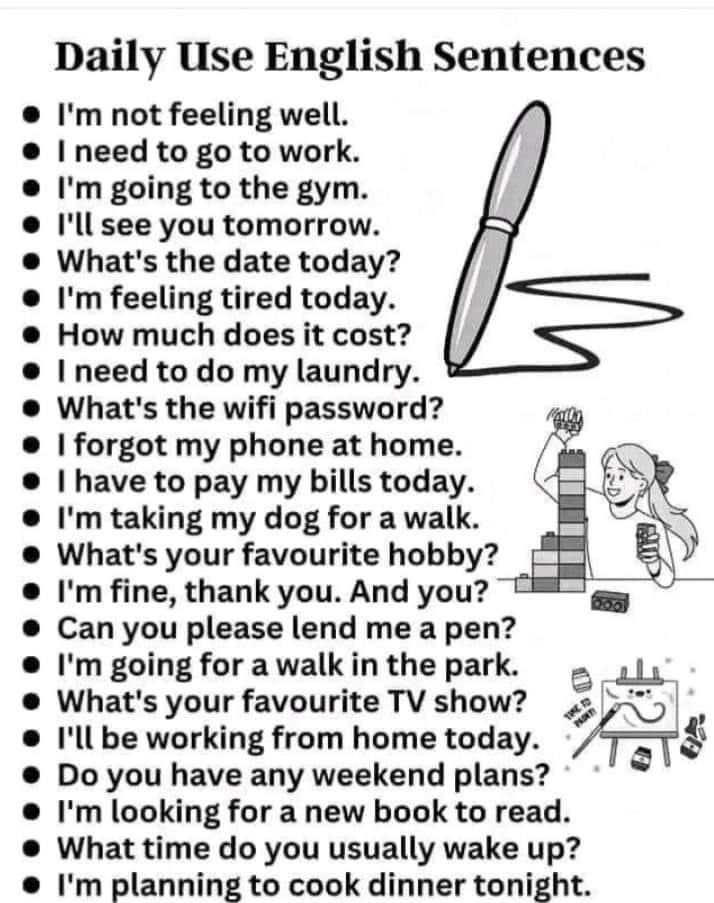 Daily Use English Sentences
● I'm not feeling well.
● I need to go to work.
● I'm going to the gym.
● I'll see you tomorrow.
● What's the date today?
● I'm feeling tired today.
● How much does it cost?
● I need to do my laundry.
● What's the wifi password?
● I forgot my phone at home.
● I have to pay my bills today.
● I'm taking my dog for a walk.
● What's your favourite hobby?
● I'm fine, thank you. And you?
● Can you please lend me a pen?
● I'm going for a walk in the park.
● What's your favourite TV show?
TIME TO
PAINT!
● I'll be working from home today.
● Do you have any weekend plans?
● I'm looking for a new book to read.
● What time do you usually wake up?
● I'm planning to cook dinner tonight.